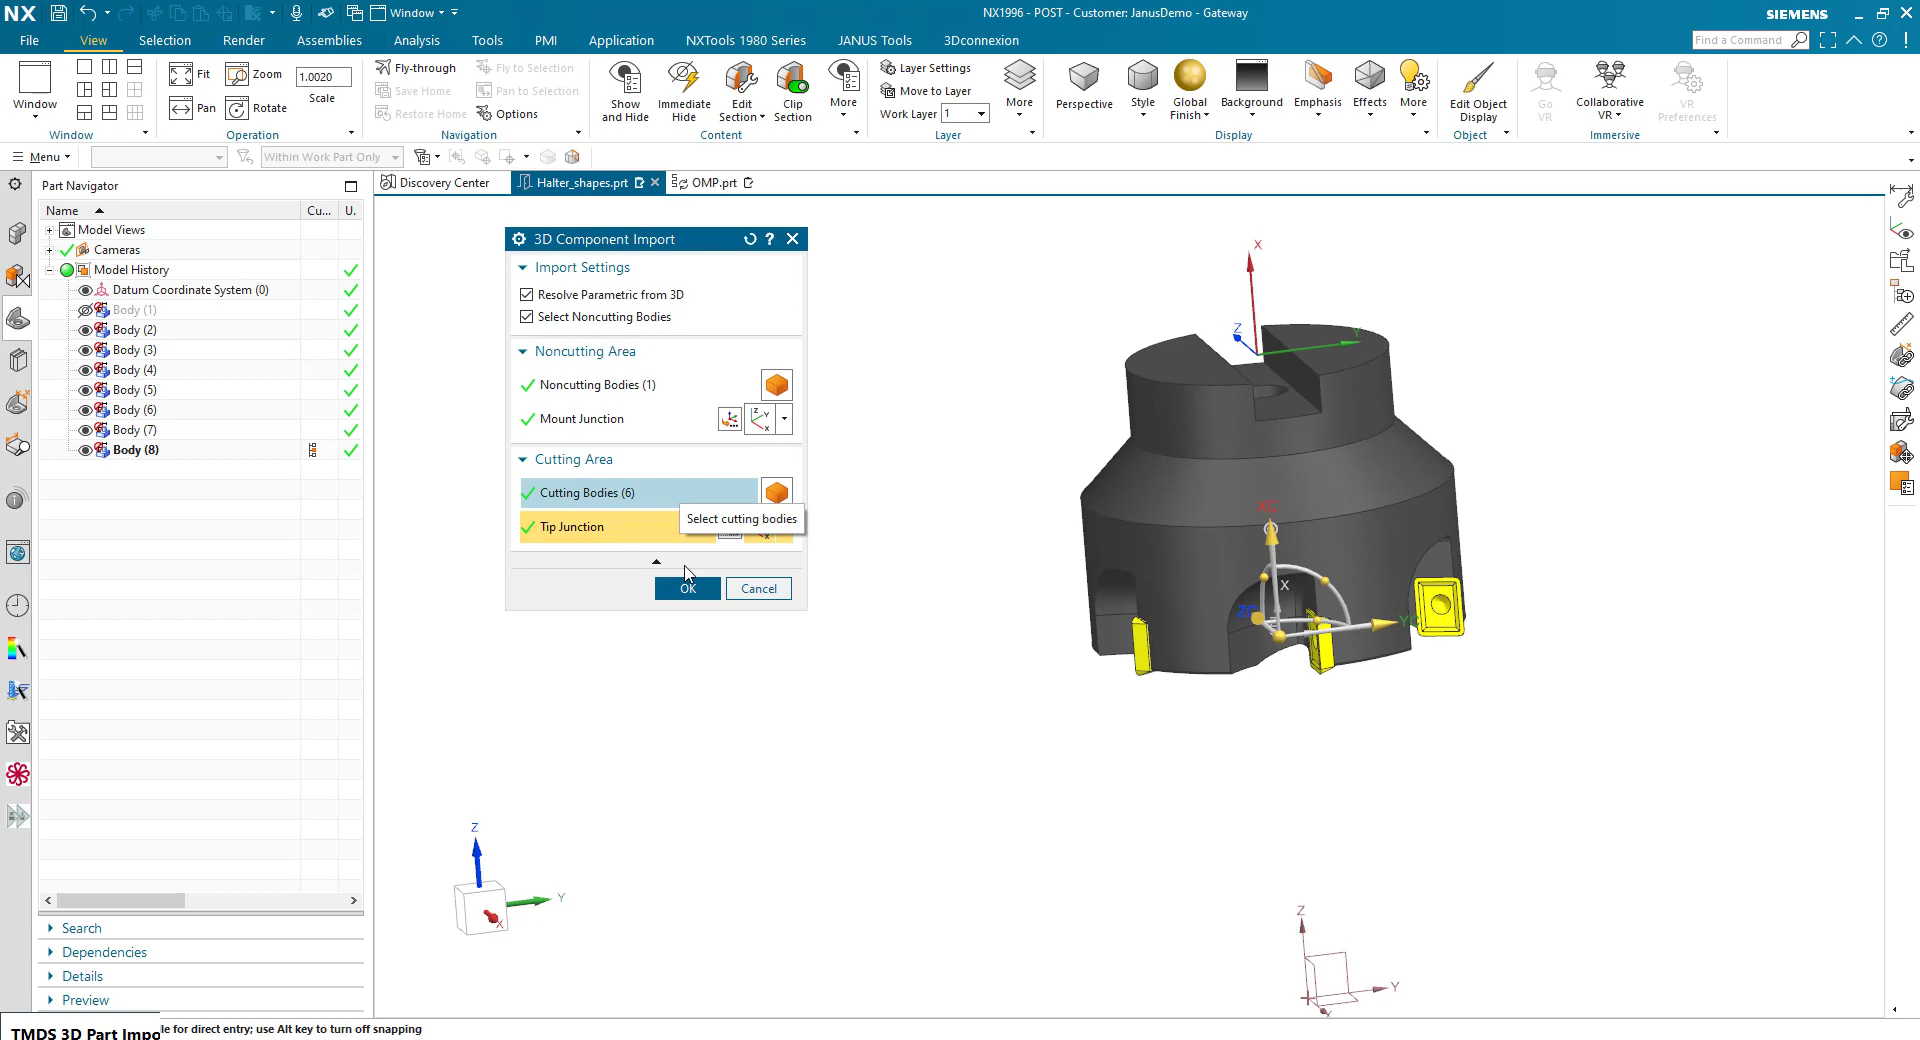 NX
Window
NX1996 - POST - Customer: JanusDemo - Gateway
SIEMENS
File
View
Selection
Render
Assemblies
Analysis
Tools
PMI
Application
NXTools 1980 Series
JANUS Tools
3Dconnexion
Find a Command
Window
Window
Fit
Zoom
1.0020
Pan
Rotate
Scale
Operation
Fly-through
Fly to Selection
Save Home
Pan to Selection
Restore Home
Options
Navigation
Show and Hide
Immediate Hide
Edit Section
Clip Section
More
Content
Layer Settings
Move to Layer
Work Layer 1
More
Layer
Perspective
Style
Global Finish
Background
Emphasis
Effects
More
Display
Edit Object Display
Object
Go VR
Collaborative VR
VR Preferences
Immersive
Menu
Within Work Part Only
Part Navigator
Discovery Center
Halter_shapes.prt
OMP.prt
Name
Cu...
U.
Model Views
Cameras
Model History
Datum Coordinate System (0)
Body (1)
Body (2)
Body (3)
Body (4)
Body (5)
Body (6)
Body (7)
Body (8)
Search
Dependencies
Details
Preview
3D Component Import
Import Settings
Resolve Parametric from 3D
Select Noncutting Bodies
Noncutting Area
Noncutting Bodies (1)
Mount Junction
Cutting Area
Cutting Bodies (6)
Select cutting bodies
Tip Junction
OK
Cancel
X
Z
Y
XC
X
YC
Z
Y
X
Z
Y
TMDS 3D Part Impo
le for direct entry; use Alt key to turn off snapping